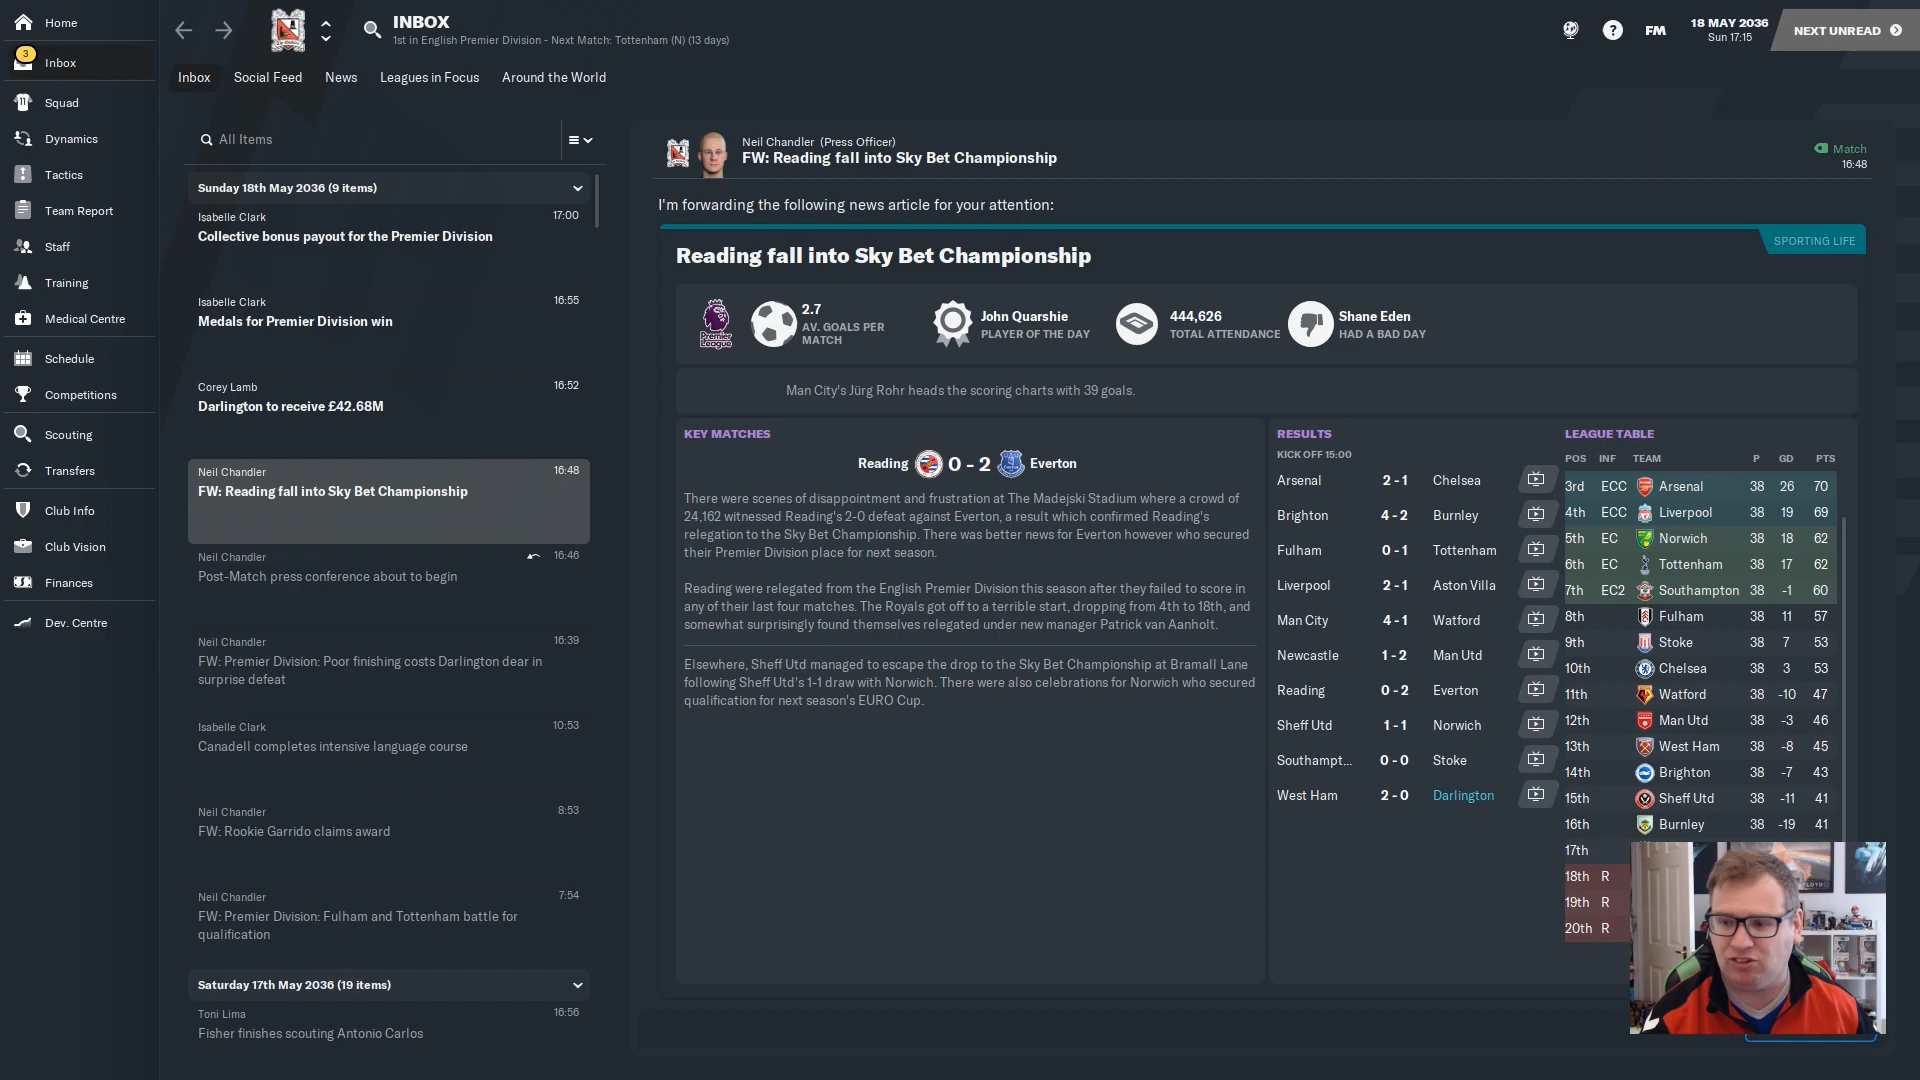 Home
Inbox
3
Squad
Dynamics
Tactics
Team Report
Staff
Training
Medical Centre
Schedule
Competitions
Scouting
Transfers
Club Info
Club Vision
Finances
Dev. Centre
INBOX
1st in English Premier Division - Next Match: Tottenham (N) (13 days)
FM
18 MAY 2036
Sun 17:15
NEXT UNREAD
Inbox Social Feed News Leagues in Focus Around the World
All Items
Sunday 18th May 2036 (9 items)
Isabelle Clark 17:00
Collective bonus payout for the Premier Division
Isabelle Clark 16:55
Medals for Premier Division win
Corey Lamb 16:52
Darlington to receive £42.68M
Neil Chandler 16:48
FW: Reading fall into Sky Bet Championship
Neil Chandler 16:46
Post-Match press conference about to begin
Neil Chandler 16:39
FW: Premier Division: Poor finishing costs Darlington dear in
surprise defeat
Isabelle Clark 10:53
Canadell completes intensive language course
Neil Chandler 8:53
FW: Rookie Garrido claims award
Neil Chandler 7:54
FW: Premier Division: Fulham and Tottenham battle for
qualification
Saturday 17th May 2036 (19 items)
Toni Lima 16:56
Fisher finishes scouting Antonio Carlos
Neil Chandler (Press Officer)
FW: Reading fall into Sky Bet Championship
Match
16:48
I'm forwarding the following news article for your attention:
SPORTING LIFE
Reading fall into Sky Bet Championship
Premier League
2.7
AV. GOALS PER
MATCH
John Quarshie
PLAYER OF THE DAY
444,626
TOTAL ATTENDANCE
Shane Eden
HAD A BAD DAY
Man City's Jürg Rohr heads the scoring charts with 39 goals.
KEY MATCHES
Reading 0 - 2 Everton
There were scenes of disappointment and frustration at The Madejski Stadium where a crowd of
24,162 witnessed Reading's 2-0 defeat against Everton, a result which confirmed Reading's
relegation to the Sky Bet Championship. There was better news for Everton however who secured
their Premier Division place for next season.
Reading were relegated from the English Premier Division this season after they failed to score in
any of their last four matches. The Royals got off to a terrible start, dropping from 4th to 18th, and
somewhat surprisingly found themselves relegated under new manager Patrick van Aanholt.
Elsewhere, Sheff Utd managed to escape the drop to the Sky Bet Championship at Bramall Lane
following Sheff Utd's 1-1 draw with Norwich. There were also celebrations for Norwich who secured
qualification for next season's EURO Cup.
RESULTS
KICK OFF 15:00
Arsenal 2 - 1 Chelsea
Brighton 4 - 2 Burnley
Fulham 0 - 1 Tottenham
Liverpool 2 - 1 Aston Villa
Man City 4 - 1 Watford
Newcastle 1 - 2 Man Utd
Reading 0 - 2 Everton
Sheff Utd 1 - 1 Norwich
Southampt... 0 - 0 Stoke
West Ham 2 - 0 Darlington
LEAGUE TABLE
POS INF TEAM P GD PTS
3rd ECC Arsenal 38 26 70
4th ECC Liverpool 38 19 69
5th EC Norwich 38 18 62
6th EC Tottenham 38 17 62
7th EC2 Southampton 38 -1 60
8th Fulham 38 11 57
9th Stoke 38 7 53
10th Chelsea 38 3 53
11th Watford 38 -10 47
12th Man Utd 38 -3 46
13th West Ham 38 -8 45
14th Brighton 38 -7 43
15th Sheff Utd 38 -11 41
16th Burnley 38 -19 41
17th
18th R
19th R
20th R